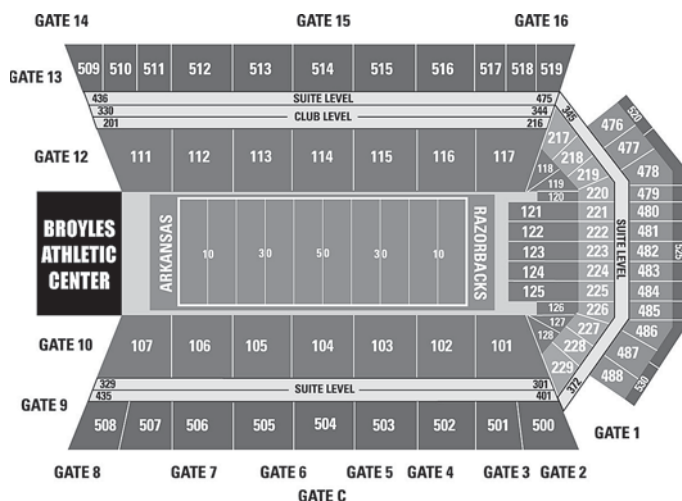 GATE 14
GATE 15
GATE 16
GATE 13
509 510 511 512 513 514 515 516 517 518 519
436 SUITE LEVEL 475
330 CLUB LEVEL 344
201 216
345
476
520
477
478
479
480
481
482
525
483
484
485
486
487
488
530
GATE 12
111 112 113 114 115 116 117
217
218
219
220
221
222
223
224
225
226
227
228
229
SUITE LEVEL
372
118
119
120
121
122
123
124
125
126
127
128
BROYLES
ATHLETIC
CENTER
ARKANSAS
10 30 50 30 10
RAZORBACKS
GATE 10
107 106 105 104 103 102 101
329 SUITE LEVEL 301
435 401
GATE 9
508 507 506 505 504 503 502 501 500
GATE 1
GATE 8 GATE 7 GATE 6 GATE 5 GATE 4 GATE 3 GATE 2
GATE C